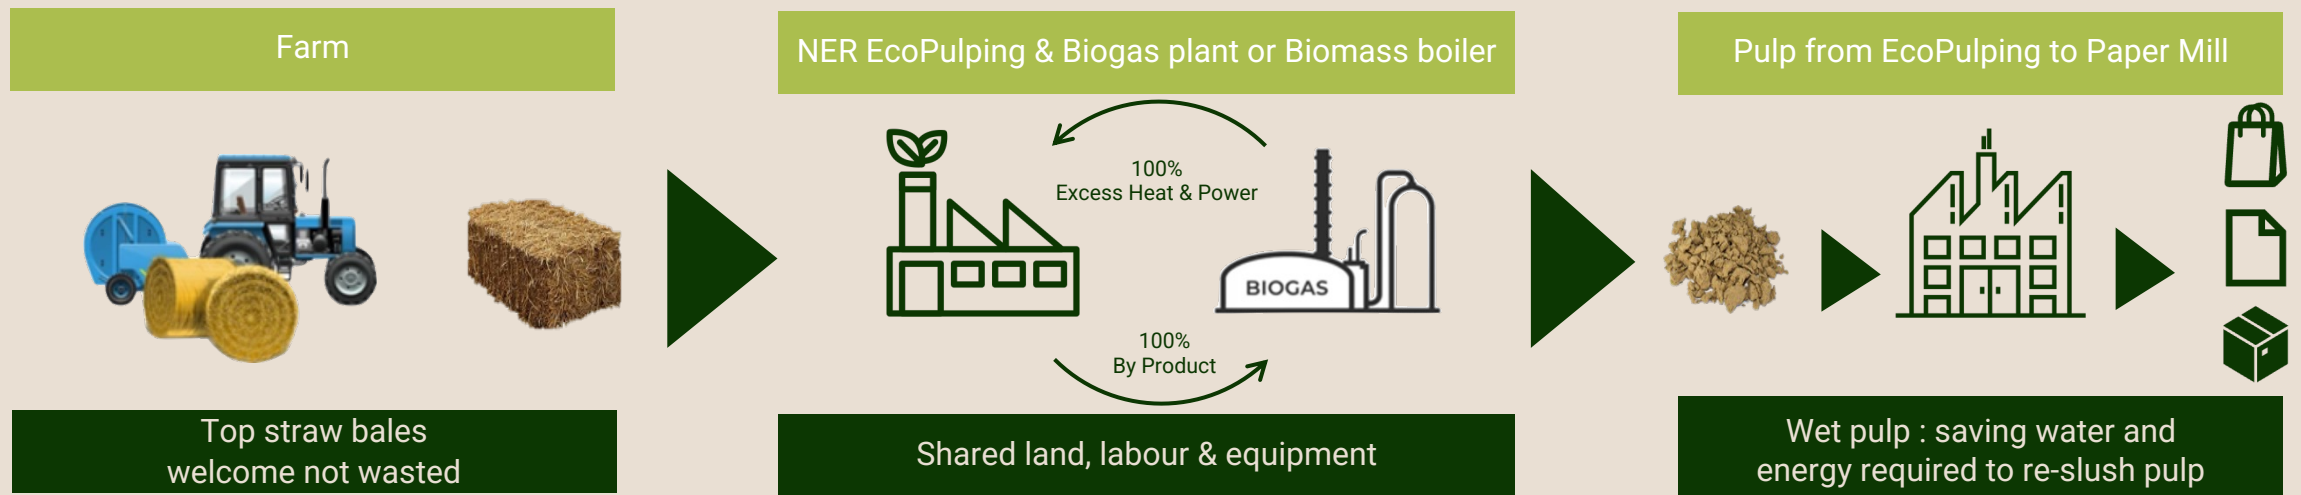 Farm
NER EcoPulping & Biogas plant or Biomass boiler
Pulp from EcoPulping to Paper Mill
100%
Excess Heat & Power
BIOGAS
100%
By Product
Top straw bales
welcome not wasted
Shared land, labour & equipment
Wet pulp : saving water and
energy required to re-slush pulp